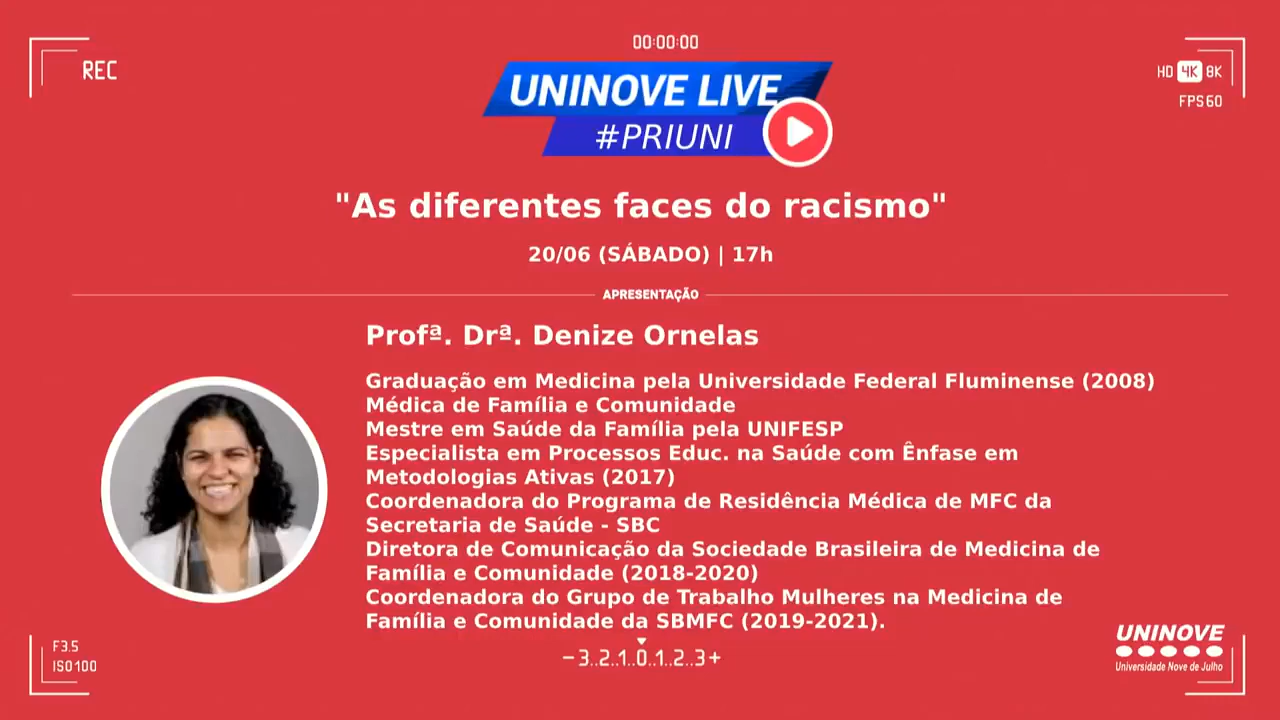 00:00:00
REC
HD 4K 8K
FPS60
UNINOVE LIVE
#PRIUNI
"As diferentes faces do racismo"
20/06 (SÁBADO) | 17h
APRESENTAÇÃO
Profª. Drª. Denize Ornelas
Graduação em Medicina pela Universidade Federal Fluminense (2008)
Médica de Família e Comunidade
Mestre em Saúde da Família pela UNIFESP
Especialista em Processos Educ. na Saúde com Ênfase em
Metodologias Ativas (2017)
Coordenadora do Programa de Residência Médica de MFC da
Secretaria de Saúde - SBC
Diretora de Comunicação da Sociedade Brasileira de Medicina de
Família e Comunidade (2018-2020)
Coordenadora do Grupo de Trabalho Mulheres na Medicina de
Família e Comunidade da SBMFC (2019-2021).
F3.5
ISO100
−3..2..1..0..1..2..3+
UNINOVE
Universidade Nove de Julho